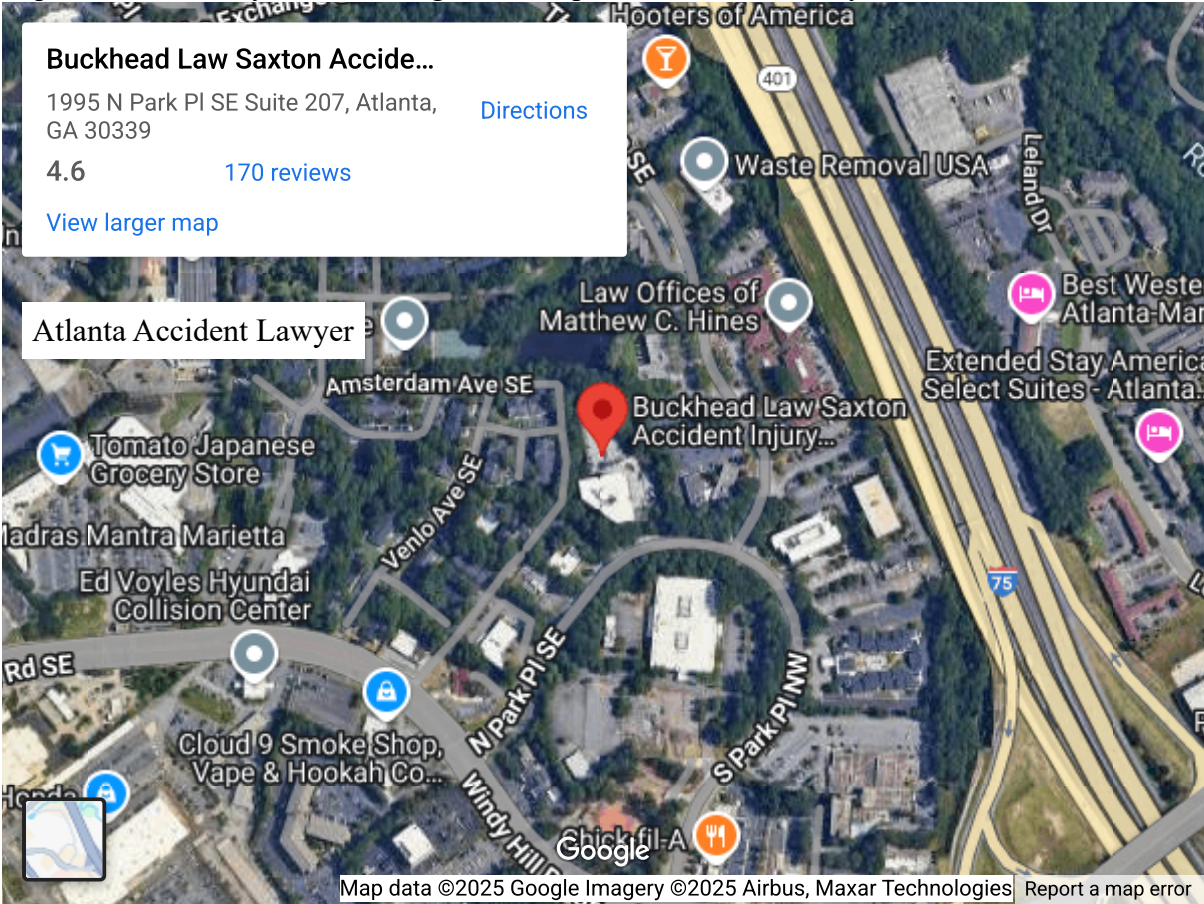 Exchange
Hooters of America
Buckhead Law Saxton Accide...
1995 N Park Pl SE Suite 207, Atlanta,
GA 30339
Directions
4.6
170 reviews
View larger map
401
SE
Waste Removal USA
Leland Dr
Law Offices of
Matthew C. Hines
Best Weste
Atlanta-Mar
Atlanta Accident Lawyer
Extended Stay America
Select Suites - Atlanta
Amsterdam Ave SE
Buckhead Law Saxton
Accident Injury...
Tomato Japanese
Grocery Store
Venlo Ave SE
Madras Mantra Marietta
Ed Voyles Hyundai
Collision Center
75
Rd SE
N Park Pl SE
S Park Pl NW
Cloud 9 Smoke Shop,
Vape & Hookah Co...
Honda
Windy Hill R
Chick-fil-A
Google
Map data ©2025 Google Imagery ©2025 Airbus, Maxar Technologies
Report a map error